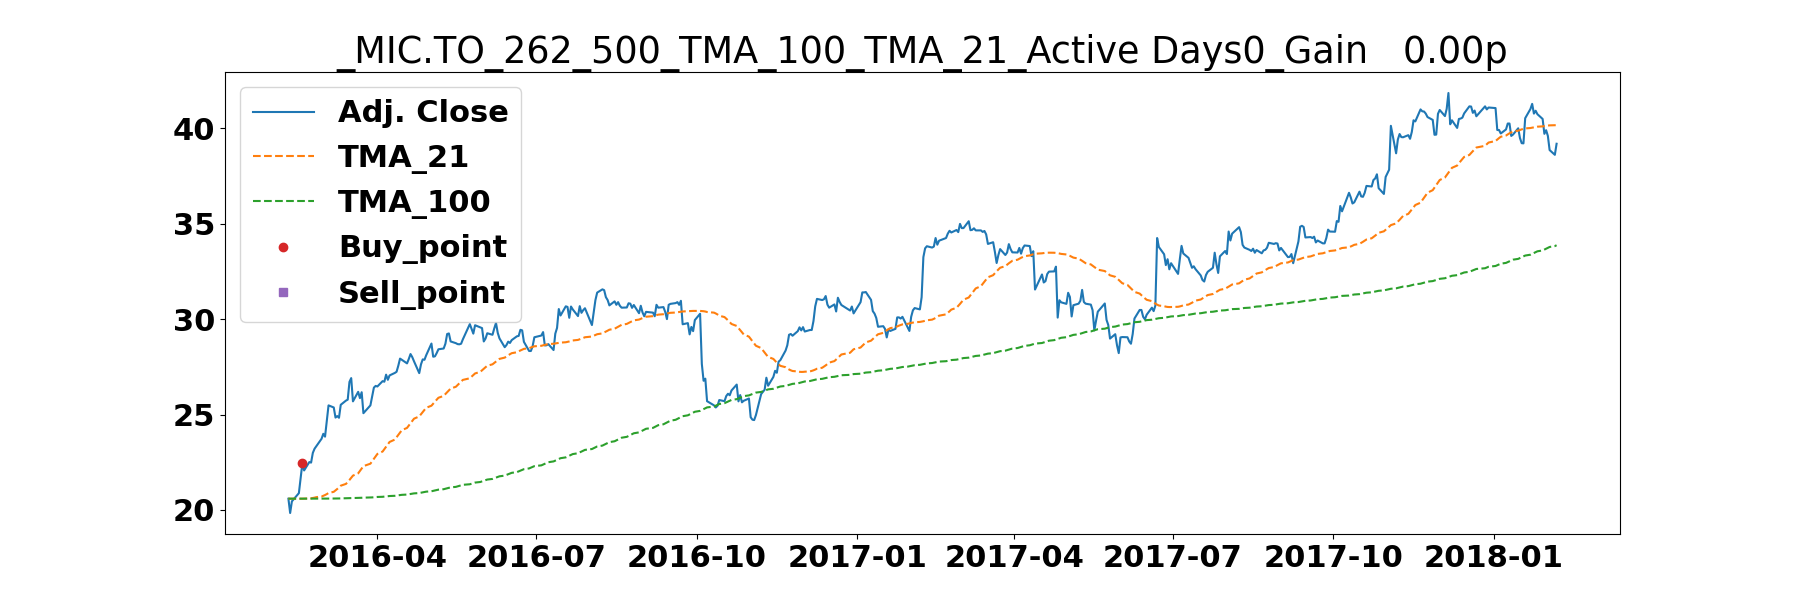 _MIC.TO_262_500_TMA_100_TMA_21_Active Days0_Gain   0.00p
Adj. Close
TMA_21
TMA_100
Buy_point
Sell_point
40
35
30
25
20
2016-04 2016-07 2016-10 2017-01 2017-04 2017-07 2017-10 2018-01